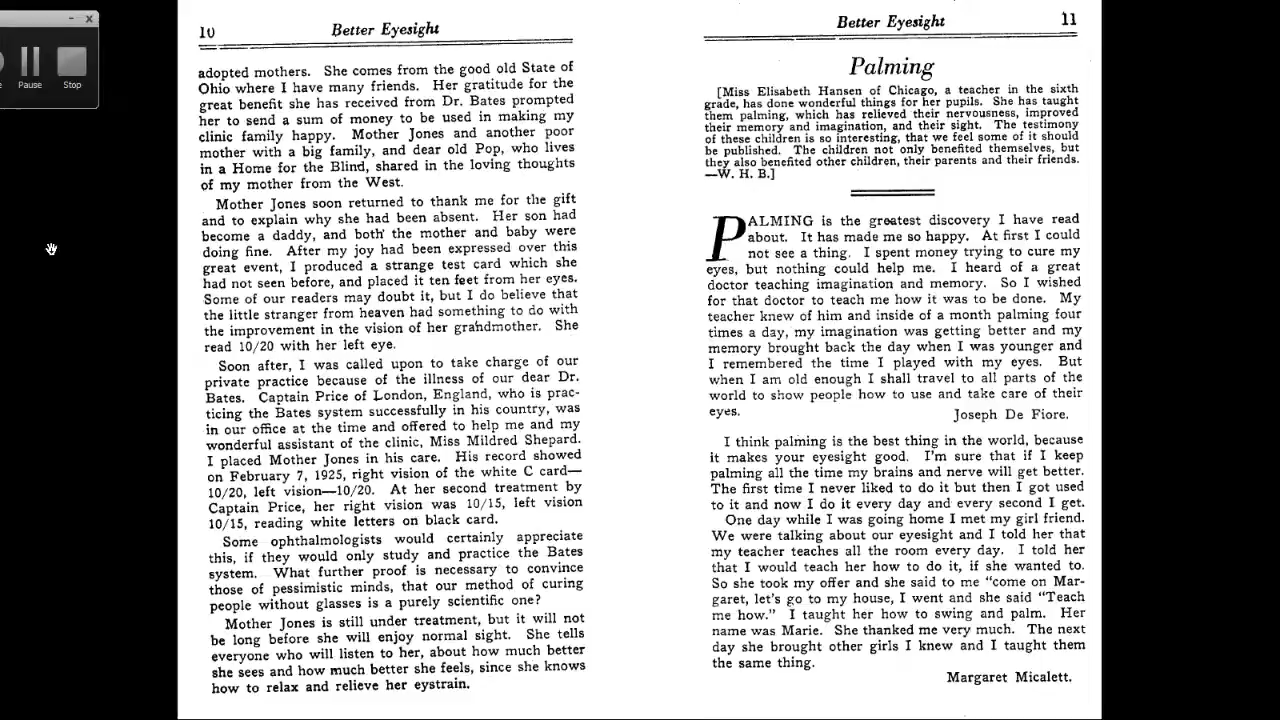 Pause
Stop
10
Better Eyesight
adopted mothers. She comes from the good old State of
Ohio where I have many friends. Her gratitude for the
great benefit she has received from Dr. Bates prompted
her to send a sum of money to be used in making my
clinic family happy. Mother Jones and another poor
mother with a big family, and dear old Pop, who lives
in a Home for the Blind, shared in the loving thoughts
of my mother from the West.
Mother Jones soon returned to thank me for the gift
and to explain why she had been absent. Her son had
become a daddy, and both the mother and baby were
doing fine. After my joy had been expressed over this
great event, I produced a strange test card which she
had not seen before, and placed it ten feet from her eyes.
Some of our readers may doubt it, but I do believe that
the little stranger from heaven had something to do with
the improvement in the vision of her grandmother. She
read 10/20 with her left eye.
Soon after, I was called upon to take charge of our
private practice because of the illness of our dear Dr.
Bates. Captain Price of London, England, who is prac-
ticing the Bates system successfully in his country, was
in our office at the time and offered to help me and my
wonderful assistant of the clinic, Miss Mildred Shepard.
I placed Mother Jones in his care. His record showed
on February 7, 1925, right vision of the white C card—
10/20, left vision—10/20. At her second treatment by
Captain Price, her right vision was 10/15, left vision
10/15, reading white letters on black card.
Some ophthalmologists would certainly appreciate
this, if they would only study and practice the Bates
system. What further proof is necessary to convince
those of pessimistic minds, that our method of curing
people without glasses is a purely scientific one?
Mother Jones is still under treatment, but it will not
be long before she will enjoy normal sight. She tells
everyone who will listen to her, about how much better
she sees and how much better she feels, since she knows
how to relax and relieve her eystrain.
Better Eyesight
11
Palming
[Miss Elisabeth Hansen of Chicago, a teacher in the sixth
grade, has done wonderful things for her pupils. She has taught
them palming, which has relieved their nervousness, improved
their memory and imagination, and their sight. The testimony
of these children is so interesting, that we feel some of it should
be published. The children not only benefited themselves, but
they also benefited other children, their parents and their friends.
—W. H. B.]
PALMING is the greatest discovery I have read
about. It has made me so happy. At first I could
not see a thing. I spent money trying to cure my
eyes, but nothing could help me. I heard of a great
doctor teaching imagination and memory. So I wished
for that doctor to teach me how it was to be done. My
teacher knew of him and inside of a month palming four
times a day, my imagination was getting better and my
memory brought back the day when I was younger and
I remembered the time I played with my eyes. But
when I am old enough I shall travel to all parts of the
world to show people how to use and take care of their
eyes.
Joseph De Fiore.
I think palming is the best thing in the world, because
it makes your eyesight good. I'm sure that if I keep
palming all the time my brains and nerve will get better.
The first time I never liked to do it but then I got used
to it and now I do it every day and every second I get.
One day while I was going home I met my girl friend.
We were talking about our eyesight and I told her that
my teacher teaches all the room every day. I told her
that I would teach her how to do it, if she wanted to.
So she took my offer and she said to me "come on Mar-
garet, let's go to my house, I went and she said "Teach
me how." I taught her how to swing and palm. Her
name was Marie. She thanked me very much. The next
day she brought other girls I knew and I taught them
the same thing.
Margaret Micalett.